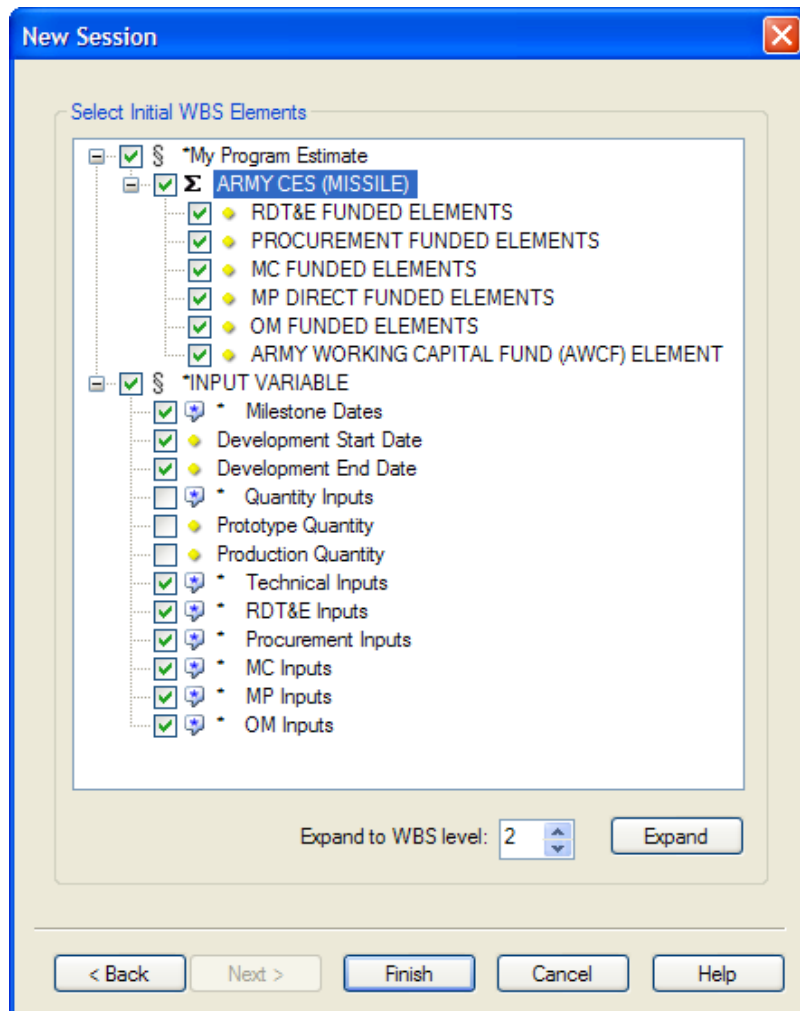 New Session
Select Initial WBS Elements
§ *My Program Estimate
Σ ARMY CES (MISSILE)
RDT&E FUNDED ELEMENTS
PROCUREMENT FUNDED ELEMENTS
MC FUNDED ELEMENTS
MP DIRECT FUNDED ELEMENTS
OM FUNDED ELEMENTS
ARMY WORKING CAPITAL FUND (AWCF) ELEMENT
§ *INPUT VARIABLE
* Milestone Dates
Development Start Date
Development End Date
* Quantity Inputs
Prototype Quantity
Production Quantity
* Technical Inputs
* RDT&E Inputs
* Procurement Inputs
* MC Inputs
* MP Inputs
* OM Inputs
Expand to WBS level: 2 Expand
< Back Next > Finish Cancel Help